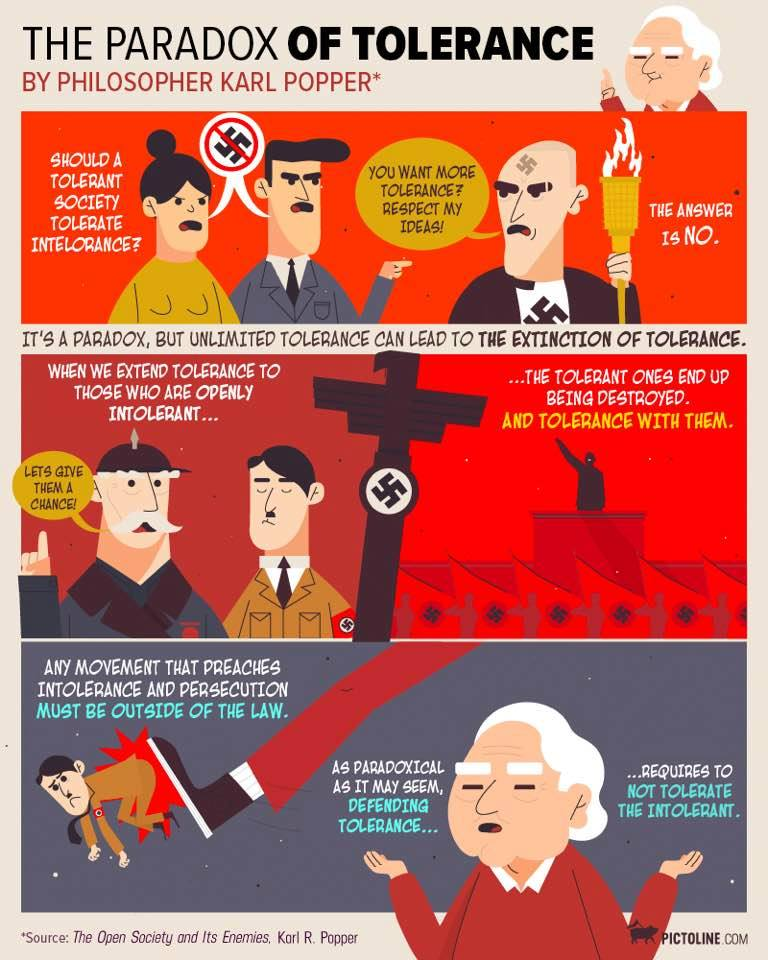 THE PARADOX OF TOLERANCE
BY PHILOSOPHER KARL POPPER*
SHOULD A
TOLERANT
SOCIETY
TOLERATE
INTELORANCE?
YOU WANT MORE
TOLERANCE?
RESPECT MY
IDEAS!
THE ANSWER
IS NO.
IT'S A PARADOX, BUT UNLIMITED TOLERANCE CAN LEAD TO THE EXTINCTION OF TOLERANCE.
WHEN WE EXTEND TOLERANCE TO
THOSE WHO ARE OPENLY
INTOLERANT...
LETS GIVE
THEM A
CHANCE!
...THE TOLERANT ONES END UP
BEING DESTROYED.
AND TOLERANCE WITH THEM.
ANY MOVEMENT THAT PREACHES
INTOLERANCE AND PERSECUTION
MUST BE OUTSIDE OF THE LAW.
AS PARADOXICAL
AS IT MAY SEEM,
DEFENDING
TOLERANCE...
...REQUIRES TO
NOT TOLERATE
THE INTOLERANT.
*Source: The Open Society and Its Enemies, Karl R. Popper
PICTOLINE.COM